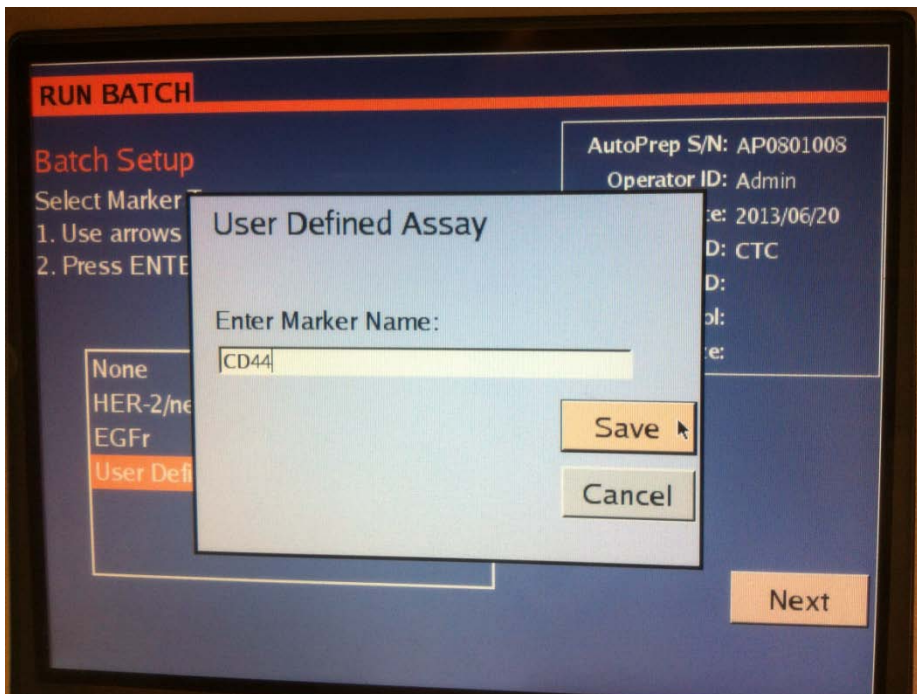 RUN BATCH
Batch Setup
Select Marker
1. Use arrows
2. Press ENTE
AutoPrep S/N: AP0801008
Operator ID: Admin
e: 2013/06/20
D: CTC
D:
ol:
e:
User Defined Assay
Enter Marker Name:
CD44
Save
Cancel
None
HER-2/ne
EGFr
User Defi
Next